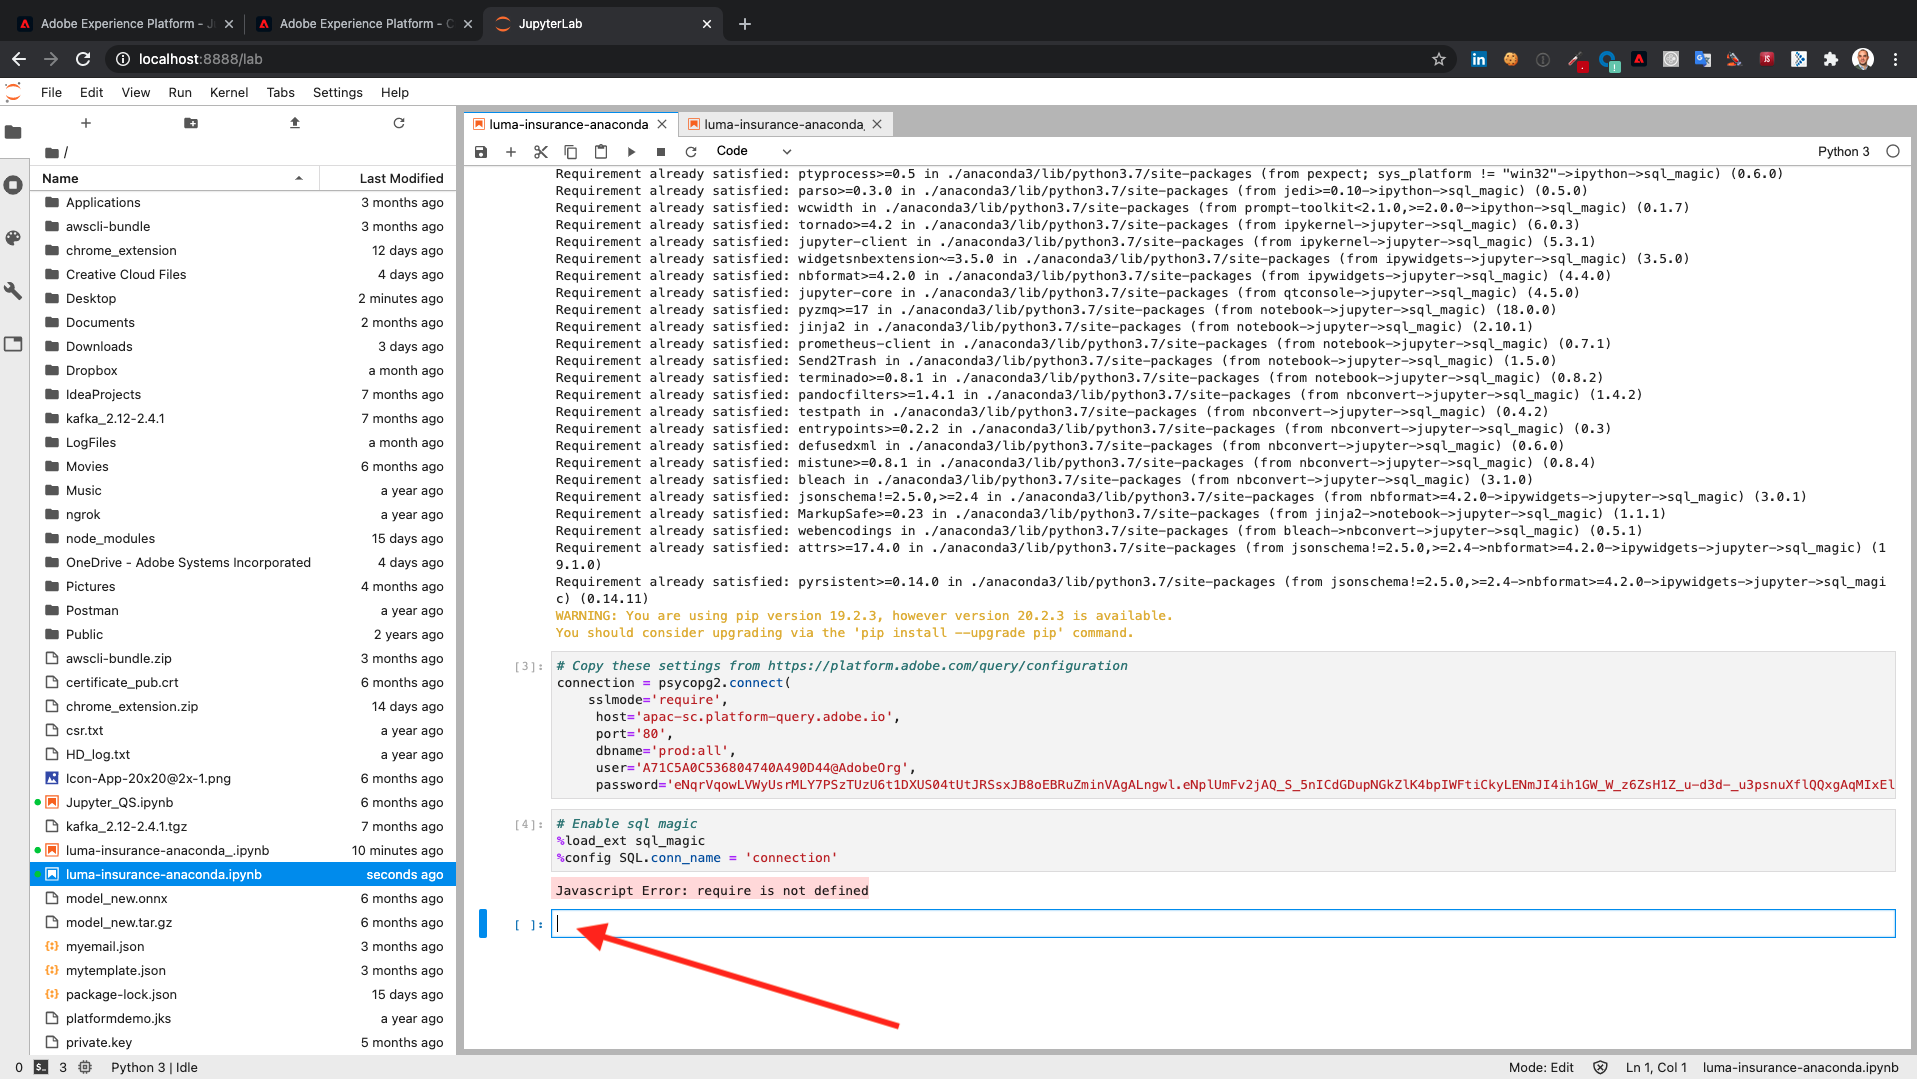 Adobe Experience Platform - J
Adobe Experience Platform - C
JupyterLab
localhost:8888/lab
File Edit View Run Kernel Tabs Settings Help
luma-insurance-anaconda
luma-insurance-anaconda_
Code
Python 3
/
Name Last Modified
Applications 3 months ago
awscli-bundle 3 months ago
chrome_extension 12 days ago
Creative Cloud Files 4 days ago
Desktop 2 minutes ago
Documents 2 months ago
Downloads 3 days ago
Dropbox a month ago
IdeaProjects 7 months ago
kafka_2.12-2.4.1 7 months ago
LogFiles a month ago
Movies 6 months ago
Music a year ago
ngrok a year ago
node_modules 15 days ago
OneDrive - Adobe Systems Incorporated 4 days ago
Pictures 4 months ago
Postman a year ago
Public 2 years ago
awscli-bundle.zip 3 months ago
certificate_pub.crt 6 months ago
chrome_extension.zip 14 days ago
csr.txt a year ago
HD_log.txt a year ago
Icon-App-20x20@2x-1.png 6 months ago
Jupyter_QS.ipynb 6 months ago
kafka_2.12-2.4.1.tgz 7 months ago
luma-insurance-anaconda_.ipynb 10 minutes ago
luma-insurance-anaconda.ipynb seconds ago
model_new.onnx 6 months ago
model_new.tar.gz 6 months ago
myemail.json 3 months ago
mytemplate.json 3 months ago
package-lock.json 15 days ago
platformdemo.jks a year ago
private.key 5 months ago
Requirement already satisfied: ptyprocess>=0.5 in ./anaconda3/lib/python3.7/site-packages (from pexpect; sys_platform != "win32"->ipython->sql_magic) (0.6.0)
Requirement already satisfied: parso>=0.3.0 in ./anaconda3/lib/python3.7/site-packages (from jedi>=0.10->ipython->sql_magic) (0.5.0)
Requirement already satisfied: wcwidth in ./anaconda3/lib/python3.7/site-packages (from prompt-toolkit<2.1.0,>=2.0.0->ipython->sql_magic) (0.1.7)
Requirement already satisfied: tornado>=4.2 in ./anaconda3/lib/python3.7/site-packages (from ipykernel->jupyter->sql_magic) (6.0.3)
Requirement already satisfied: jupyter-client in ./anaconda3/lib/python3.7/site-packages (from ipykernel->jupyter->sql_magic) (5.3.1)
Requirement already satisfied: widgetsnbextension~=3.5.0 in ./anaconda3/lib/python3.7/site-packages (from ipywidgets->jupyter->sql_magic) (3.5.0)
Requirement already satisfied: nbformat>=4.2.0 in ./anaconda3/lib/python3.7/site-packages (from ipywidgets->jupyter->sql_magic) (4.4.0)
Requirement already satisfied: jupyter-core in ./anaconda3/lib/python3.7/site-packages (from qtconsole->jupyter->sql_magic) (4.5.0)
Requirement already satisfied: pyzmq>=17 in ./anaconda3/lib/python3.7/site-packages (from notebook->jupyter->sql_magic) (18.0.0)
Requirement already satisfied: jinja2 in ./anaconda3/lib/python3.7/site-packages (from notebook->jupyter->sql_magic) (2.10.1)
Requirement already satisfied: prometheus-client in ./anaconda3/lib/python3.7/site-packages (from notebook->jupyter->sql_magic) (0.7.1)
Requirement already satisfied: Send2Trash in ./anaconda3/lib/python3.7/site-packages (from notebook->jupyter->sql_magic) (1.5.0)
Requirement already satisfied: terminado>=0.8.1 in ./anaconda3/lib/python3.7/site-packages (from notebook->jupyter->sql_magic) (0.8.2)
Requirement already satisfied: pandocfilters>=1.4.1 in ./anaconda3/lib/python3.7/site-packages (from nbconvert->jupyter->sql_magic) (1.4.2)
Requirement already satisfied: testpath in ./anaconda3/lib/python3.7/site-packages (from nbconvert->jupyter->sql_magic) (0.4.2)
Requirement already satisfied: entrypoints>=0.2.2 in ./anaconda3/lib/python3.7/site-packages (from nbconvert->jupyter->sql_magic) (0.3)
Requirement already satisfied: defusedxml in ./anaconda3/lib/python3.7/site-packages (from nbconvert->jupyter->sql_magic) (0.6.0)
Requirement already satisfied: mistune>=0.8.1 in ./anaconda3/lib/python3.7/site-packages (from nbconvert->jupyter->sql_magic) (0.8.4)
Requirement already satisfied: bleach in ./anaconda3/lib/python3.7/site-packages (from nbconvert->jupyter->sql_magic) (3.1.0)
Requirement already satisfied: jsonschema!=2.5.0,>=2.4 in ./anaconda3/lib/python3.7/site-packages (from nbformat>=4.2.0->ipywidgets->jupyter->sql_magic) (3.0.1)
Requirement already satisfied: MarkupSafe>=0.23 in ./anaconda3/lib/python3.7/site-packages (from jinja2->notebook->jupyter->sql_magic) (1.1.1)
Requirement already satisfied: webencodings in ./anaconda3/lib/python3.7/site-packages (from bleach->nbconvert->jupyter->sql_magic) (0.5.1)
Requirement already satisfied: attrs>=17.4.0 in ./anaconda3/lib/python3.7/site-packages (from jsonschema!=2.5.0,>=2.4->nbformat>=4.2.0->ipywidgets->jupyter->sql_magic) (1
9.1.0)
Requirement already satisfied: pyrsistent>=0.14.0 in ./anaconda3/lib/python3.7/site-packages (from jsonschema!=2.5.0,>=2.4->nbformat>=4.2.0->ipywidgets->jupyter->sql_magi
c) (0.14.11)
WARNING: You are using pip version 19.2.3, however version 20.2.3 is available.
You should consider upgrading via the 'pip install --upgrade pip' command.
[3]: # Copy these settings from https://platform.adobe.com/query/configuration
connection = psycopg2.connect(
sslmode='require',
host='apac-sc.platform-query.adobe.io',
port='80',
dbname='prod:all',
user='A71C5A0C536804740A490D44@AdobeOrg',
password='eNqrVqowLVWyUsrMLY7PSzTUzU6t1DXUS04tUtJRSsxJB8oEBRuZminVAgALngwl.eNplUmFv2jAQ_S_5nICdGDupNGkZlK4bpIWFtiCkyLENmJI4ih1GW_W_z6ZsH1Z_u-d3d-_u3psnuXflQQxgAqMIxEl
[4]: # Enable sql magic
%load_ext sql_magic
%config SQL.conn_name = 'connection'
Javascript Error: require is not defined
[ ]:
0 3 Python 3 | Idle
Mode: Edit Ln 1, Col 1 luma-insurance-anaconda.ipynb